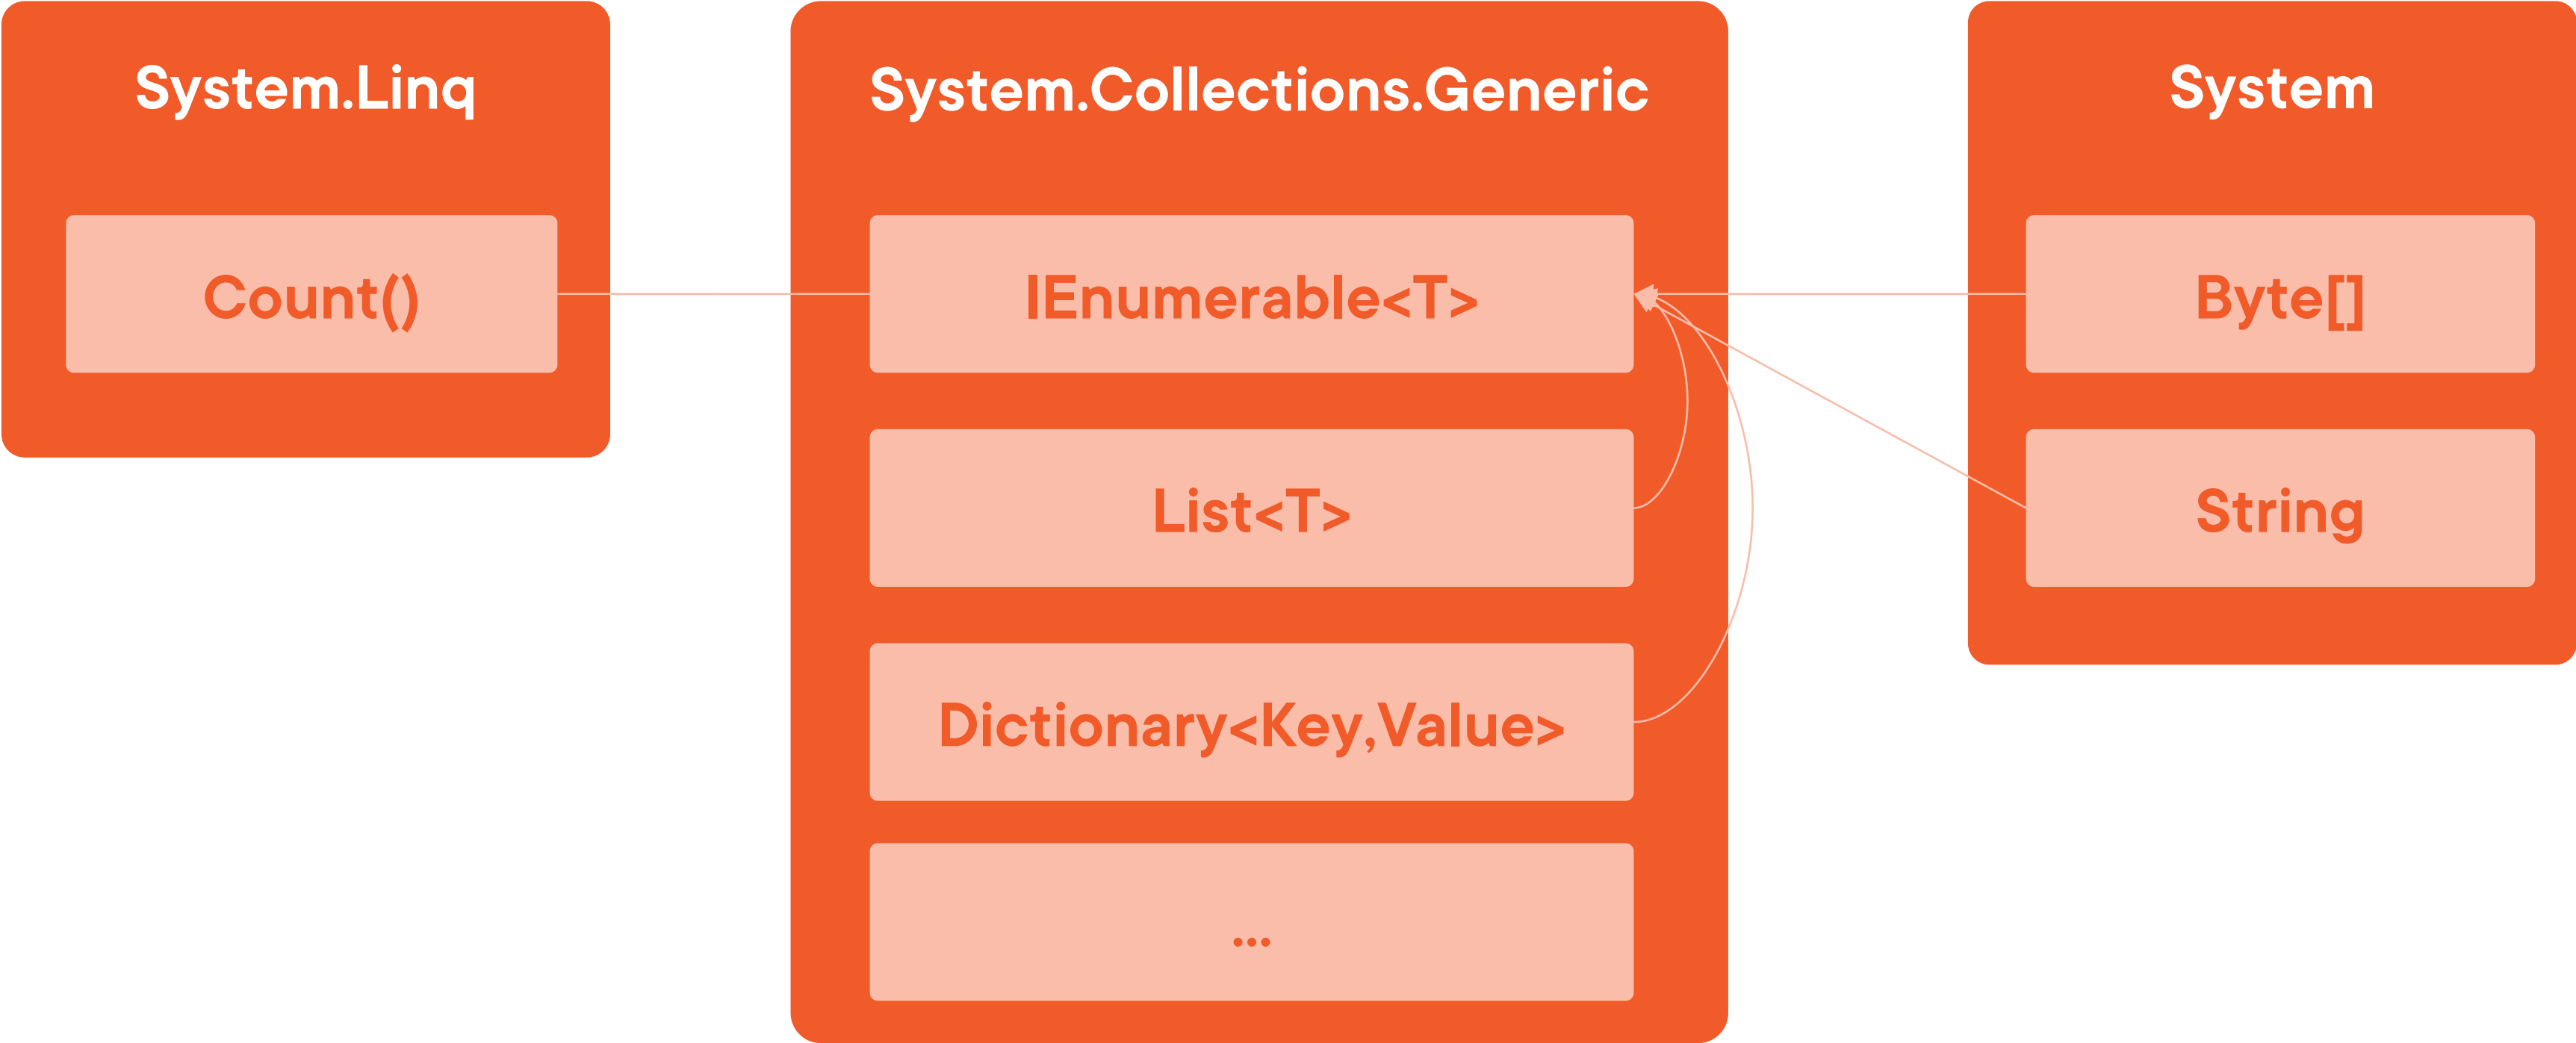 System.Linq
Count()
System.Collections.Generic
IEnumerable<T>
List<T>
Dictionary<Key,Value>
...
System
Byte[]
String